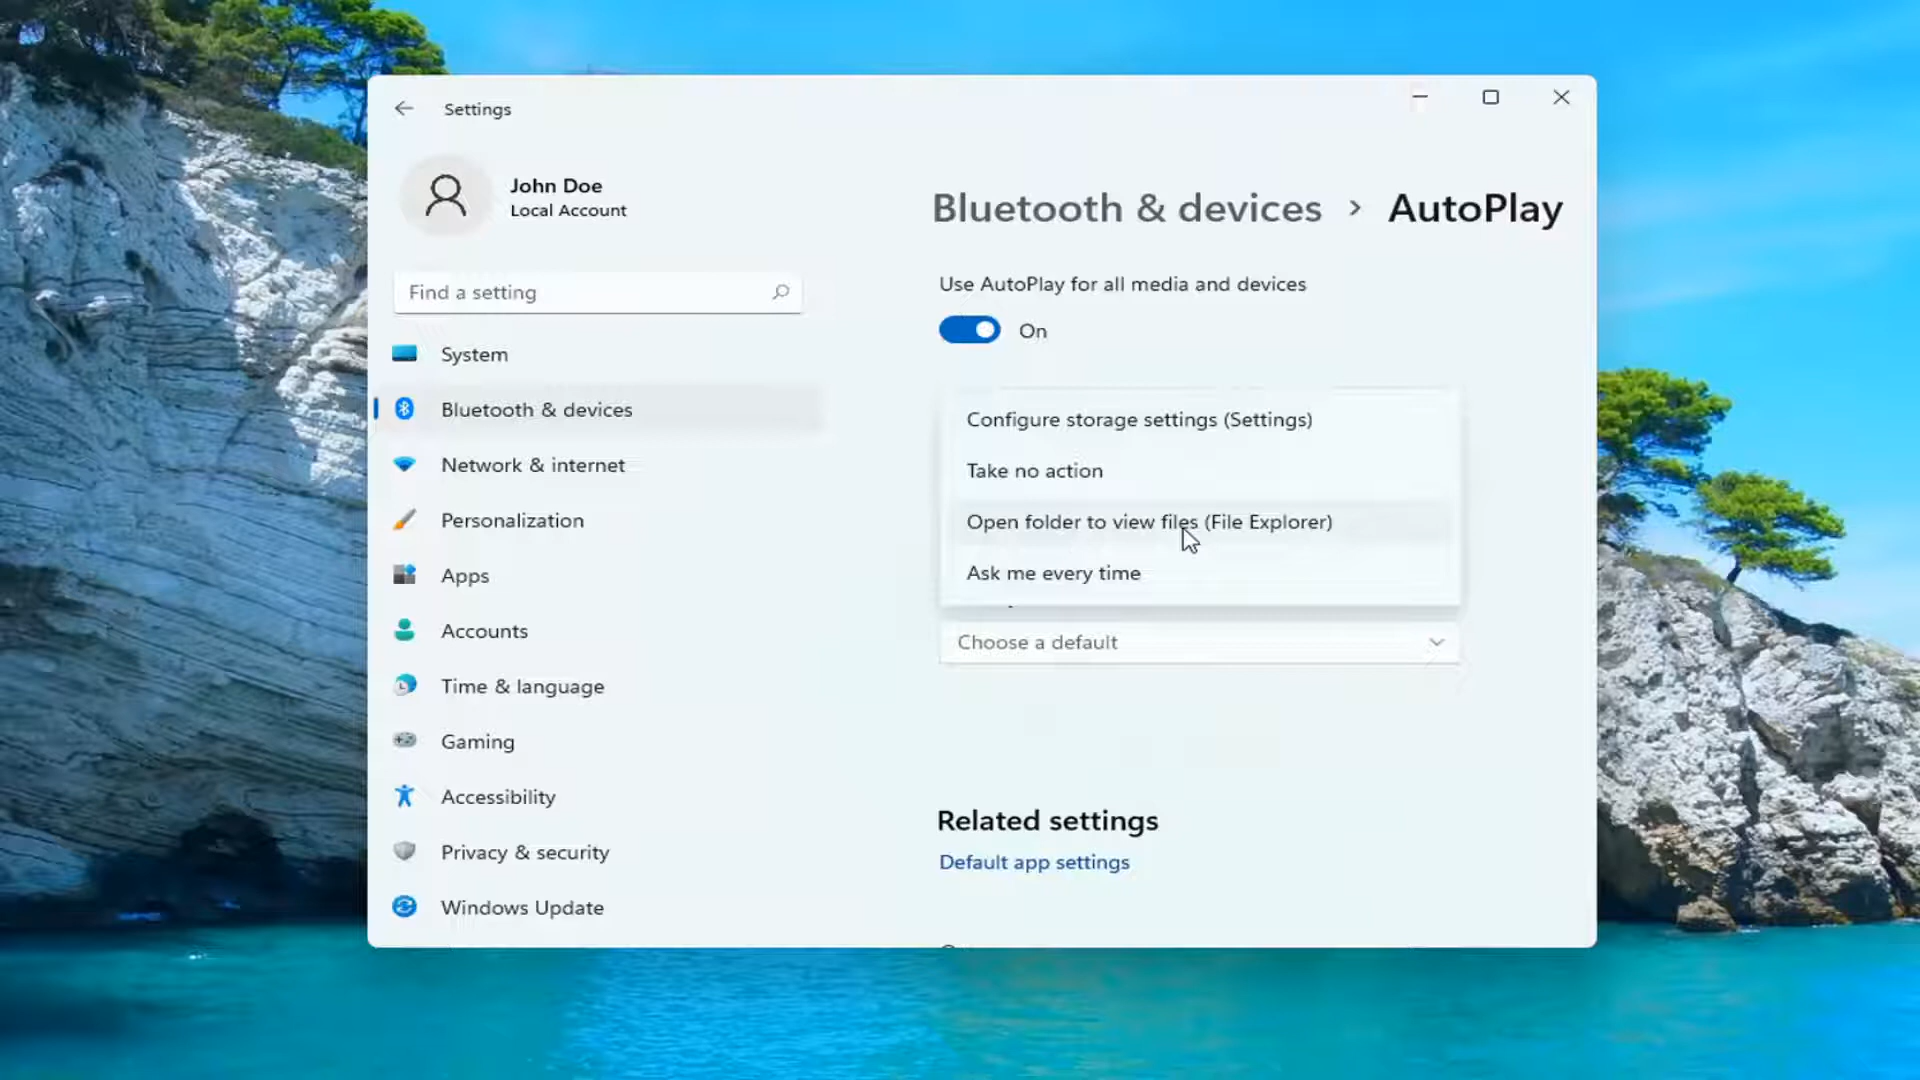 Settings
John Doe
Local Account
Find a setting
System
Bluetooth & devices
Network & internet
Personalization
Apps
Accounts
Time & language
Gaming
Accessibility
Privacy & security
Windows Update
Bluetooth & devices > AutoPlay
Use AutoPlay for all media and devices
On
Configure storage settings (Settings)
Take no action
Open folder to view files (File Explorer)
Ask me every time
Choose a default
Related settings
Default app settings